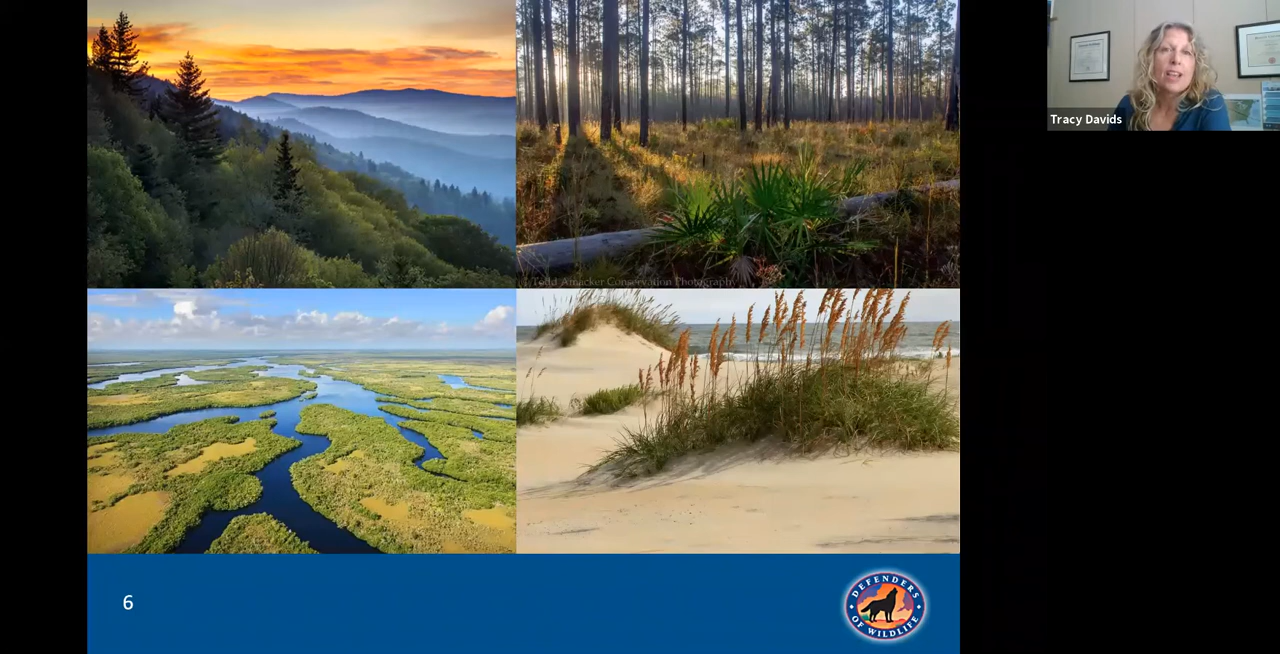 Tracy Davids
Todd Amacker Conservation Photography
6
DEFENDERS
OF WILDLIFE